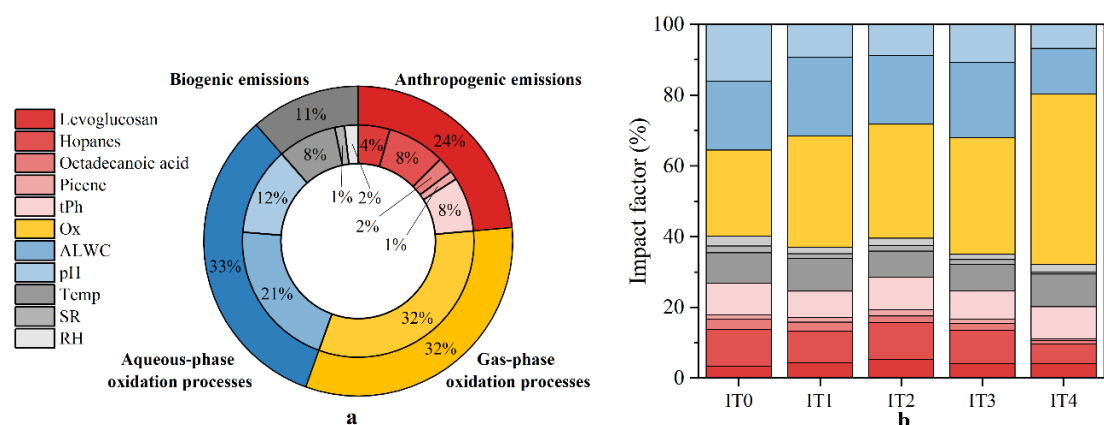 Biogenic emissions
Anthropogenic emissions
Levoglucosan
Hopanes
Octadecanoic acid
Picene
tPh
Ox
ALWC
pH
Temp
SR
RH
11%
24%
8%
4%
8%
1%
2%
2%
1%
8%
12%
33%
21%
32%
32%
Aqueous-phase
oxidation processes
Gas-phase
oxidation processes
a
Impact factor (%)
100
80
60
40
20
0
IT0 IT1 IT2 IT3 IT4
b